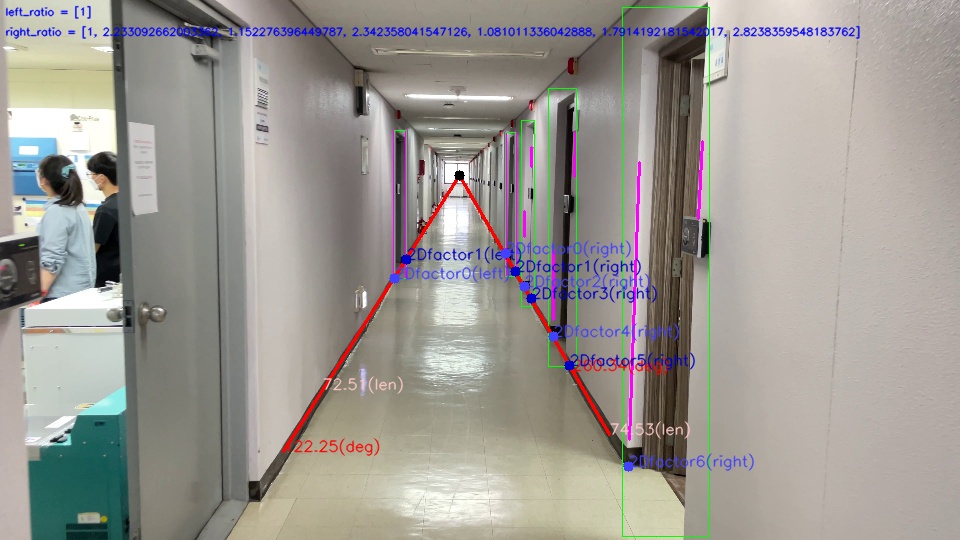 left_ratio = [1]
right_ratio = [1, 2.233092662003382, 1.152276396449787, 2.342358041547126, 1.081011336042888, 1.7914192181542017, 2.8238359548183762]
2Dfactor0(right)
2Dfactor1(left)
2Dfactor1(right)
2Dfactor0(left)
2Dfactor2(right)
2Dfactor3(right)
2Dfactor4(right)
2Dfactor5(right)
72.51(len)
74.53(len)
22.25(deg)
2Dfactor6(right)